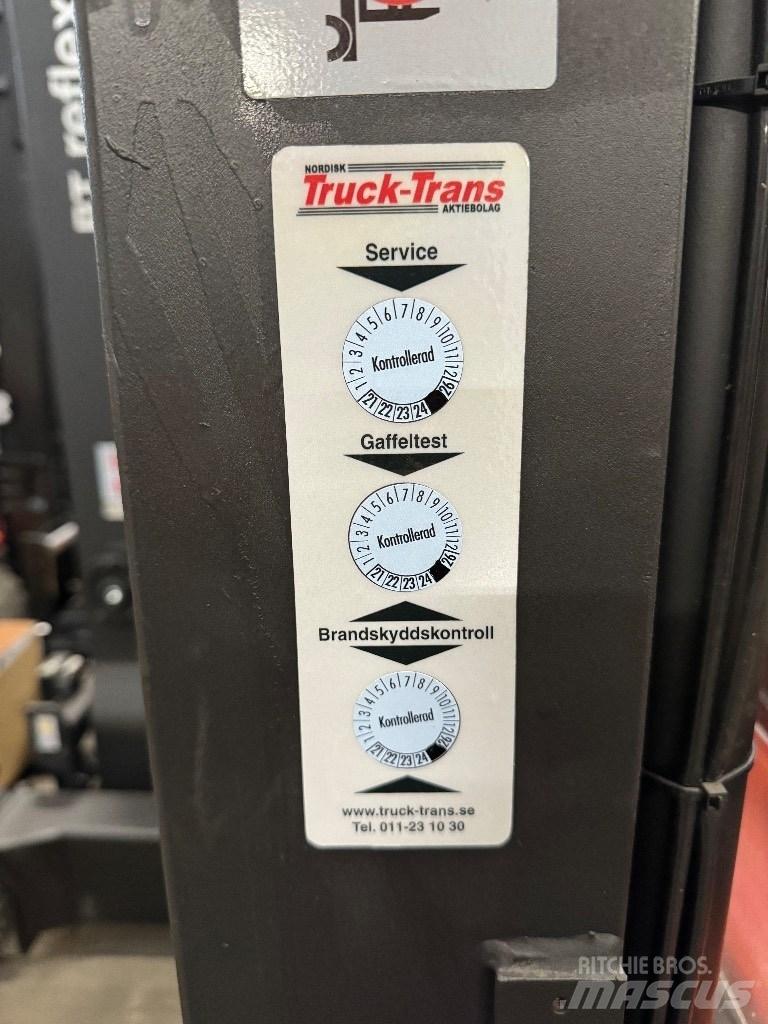 BT reflex
NORDISK
Truck-Trans
AKTIEBOLAG
Service
1 2 3 4 5 6 7 8 9 10 11 12
Kontrollerad
21 22 23 24 26
Gaffeltest
1 2 3 4 5 6 7 8 9 10 11 12
Kontrollerad
21 22 23 24 26
Brandskyddskontroll
1 2 3 4 5 6 7 8 9 10 11 12
Kontrollerad
21 22 23 24 26
www.truck-trans.se
Tel. 011-23 10 30
RITCHIE BROS.
MASCUS